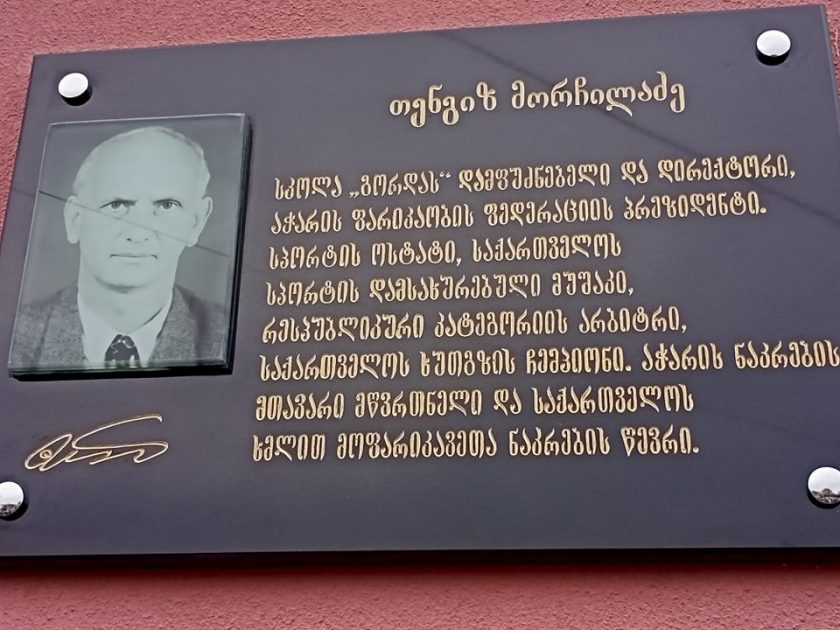 თენგიზ მორჩილაძე
სკოლა „გორდას“ დამფუძნებელი და დირექტორი,
აჭარის ფარიკაობის ფედერაციის პრეზიდენტი.
სპორტის ოსტატი, საქართველოს
სპორტის დამსახურებული მუშაკი,
რესპუბლიკური კატეგორიის არბიტრი,
საქართველოს ხუთგზის ჩემპიონი. აჭარის ნაკრების
მთავარი მწვრთნელი და საქართველოს
ხმლით მოფარიკავეთა ნაკრების წევრი.